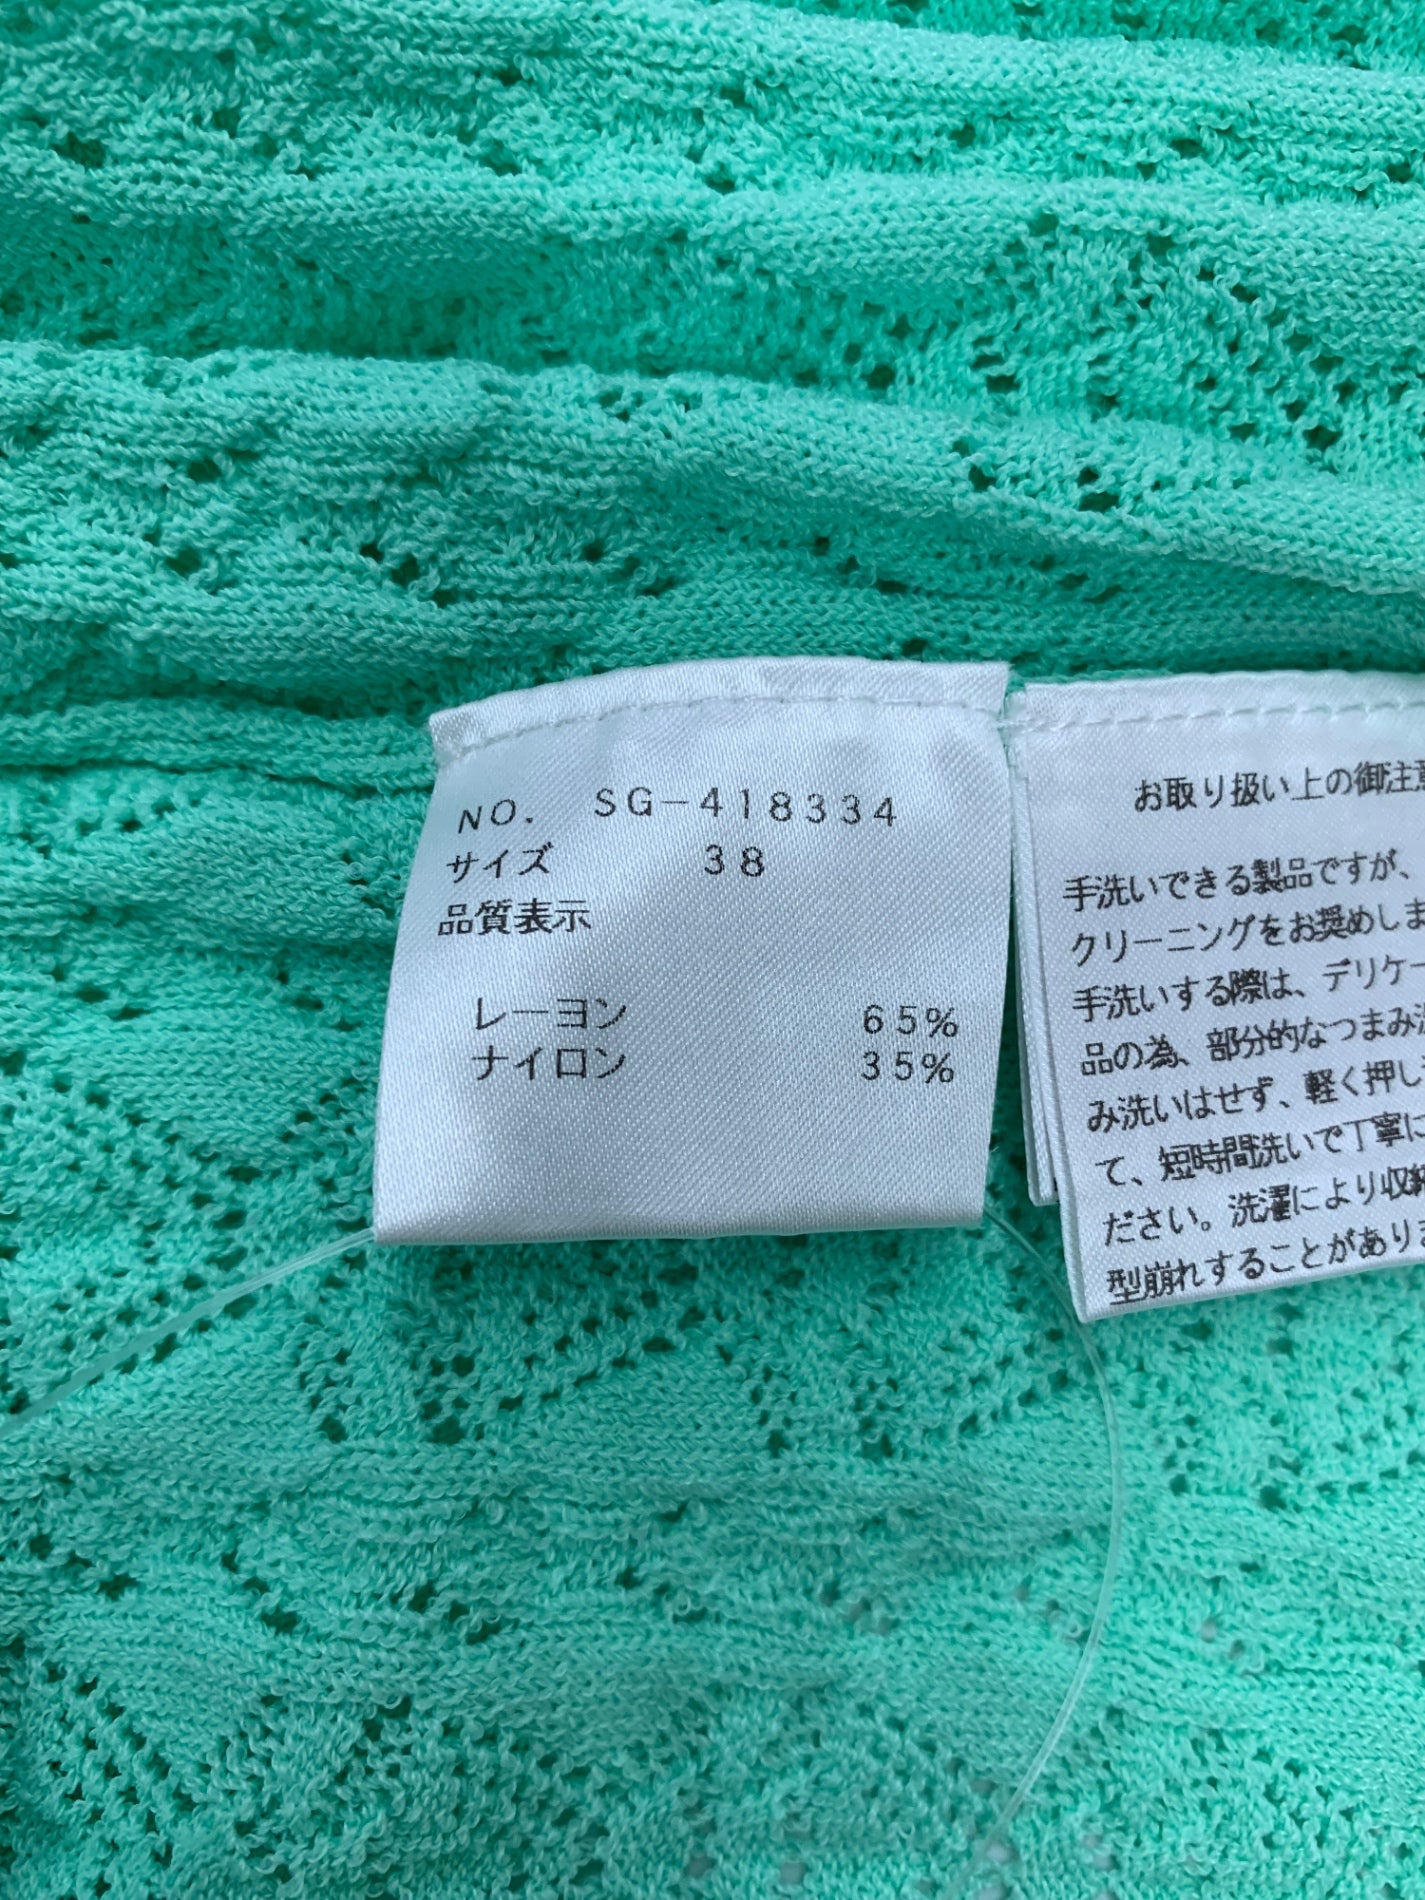 NO. SG-418334
サイズ 38
品質表示
レーヨン 65%
ナイロン 35%
お取り扱い上の御注意
手洗いできる製品ですが、
クリーニングをお奨めしま
手洗いする際は、デリケー
品の為、部分的なつまみ洗
み洗いはせず、軽く押し
て、短時間洗いで丁寧に
ださい。洗濯により収縮
型崩れすることがありま